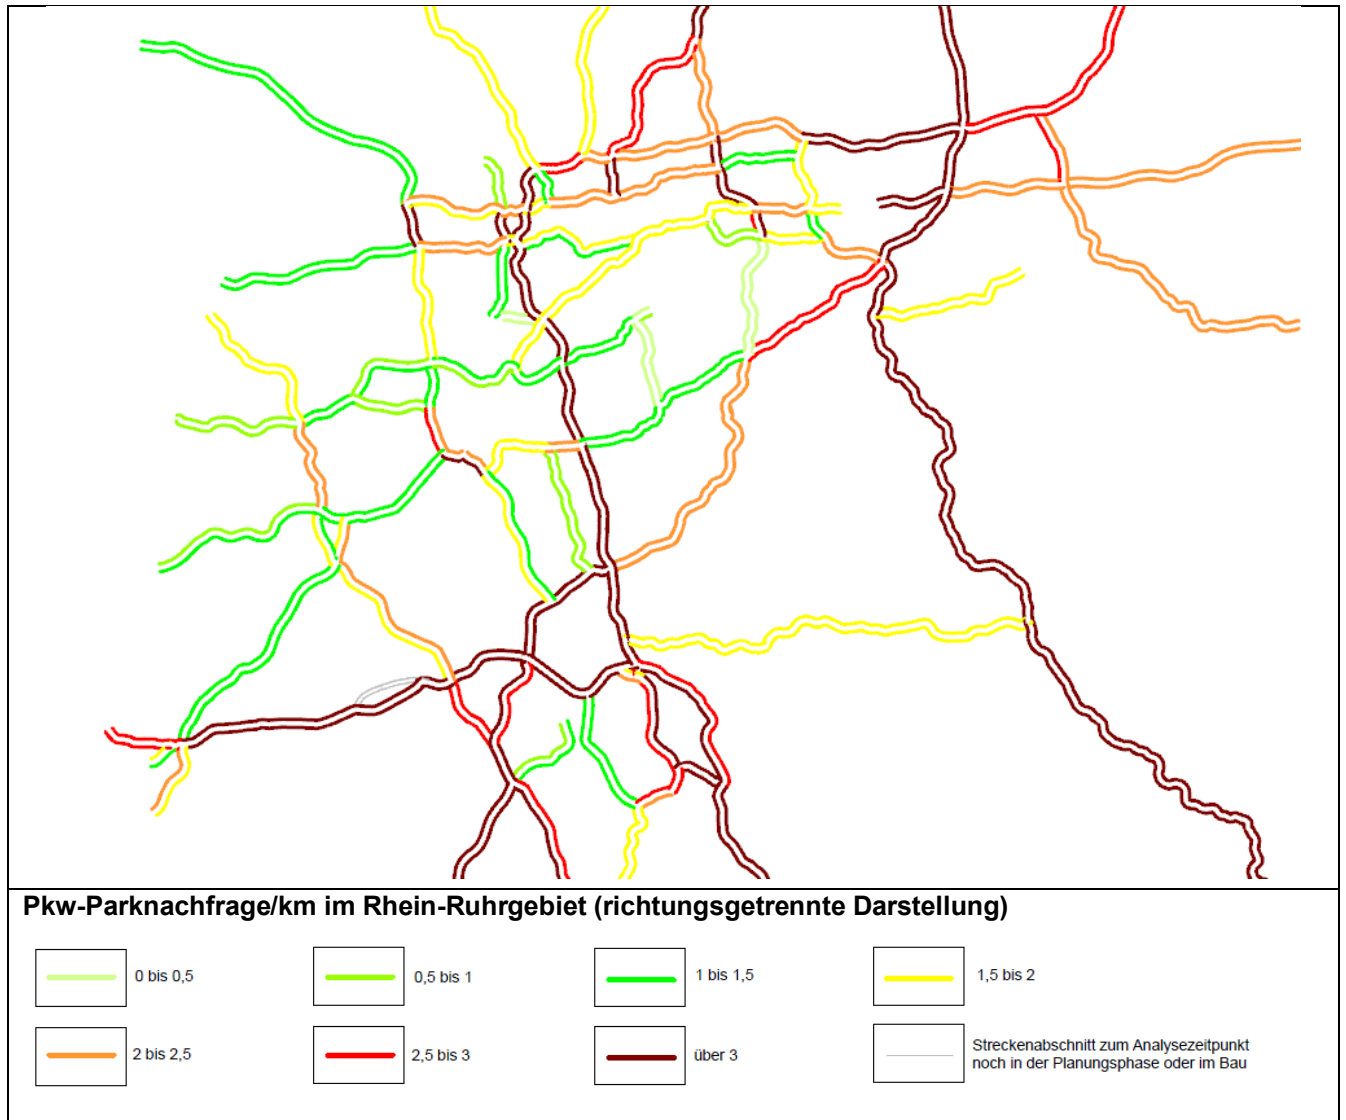 Pkw-Parknachfrage/km im Rhein-Ruhrgebiet (richtungsgetrennte Darstellung)
0 bis 0,5
0,5 bis 1
1 bis 1,5
1,5 bis 2
2 bis 2,5
2,5 bis 3
über 3
Streckenabschnitt zum Analysezeitpunkt
noch in der Planungsphase oder im Bau